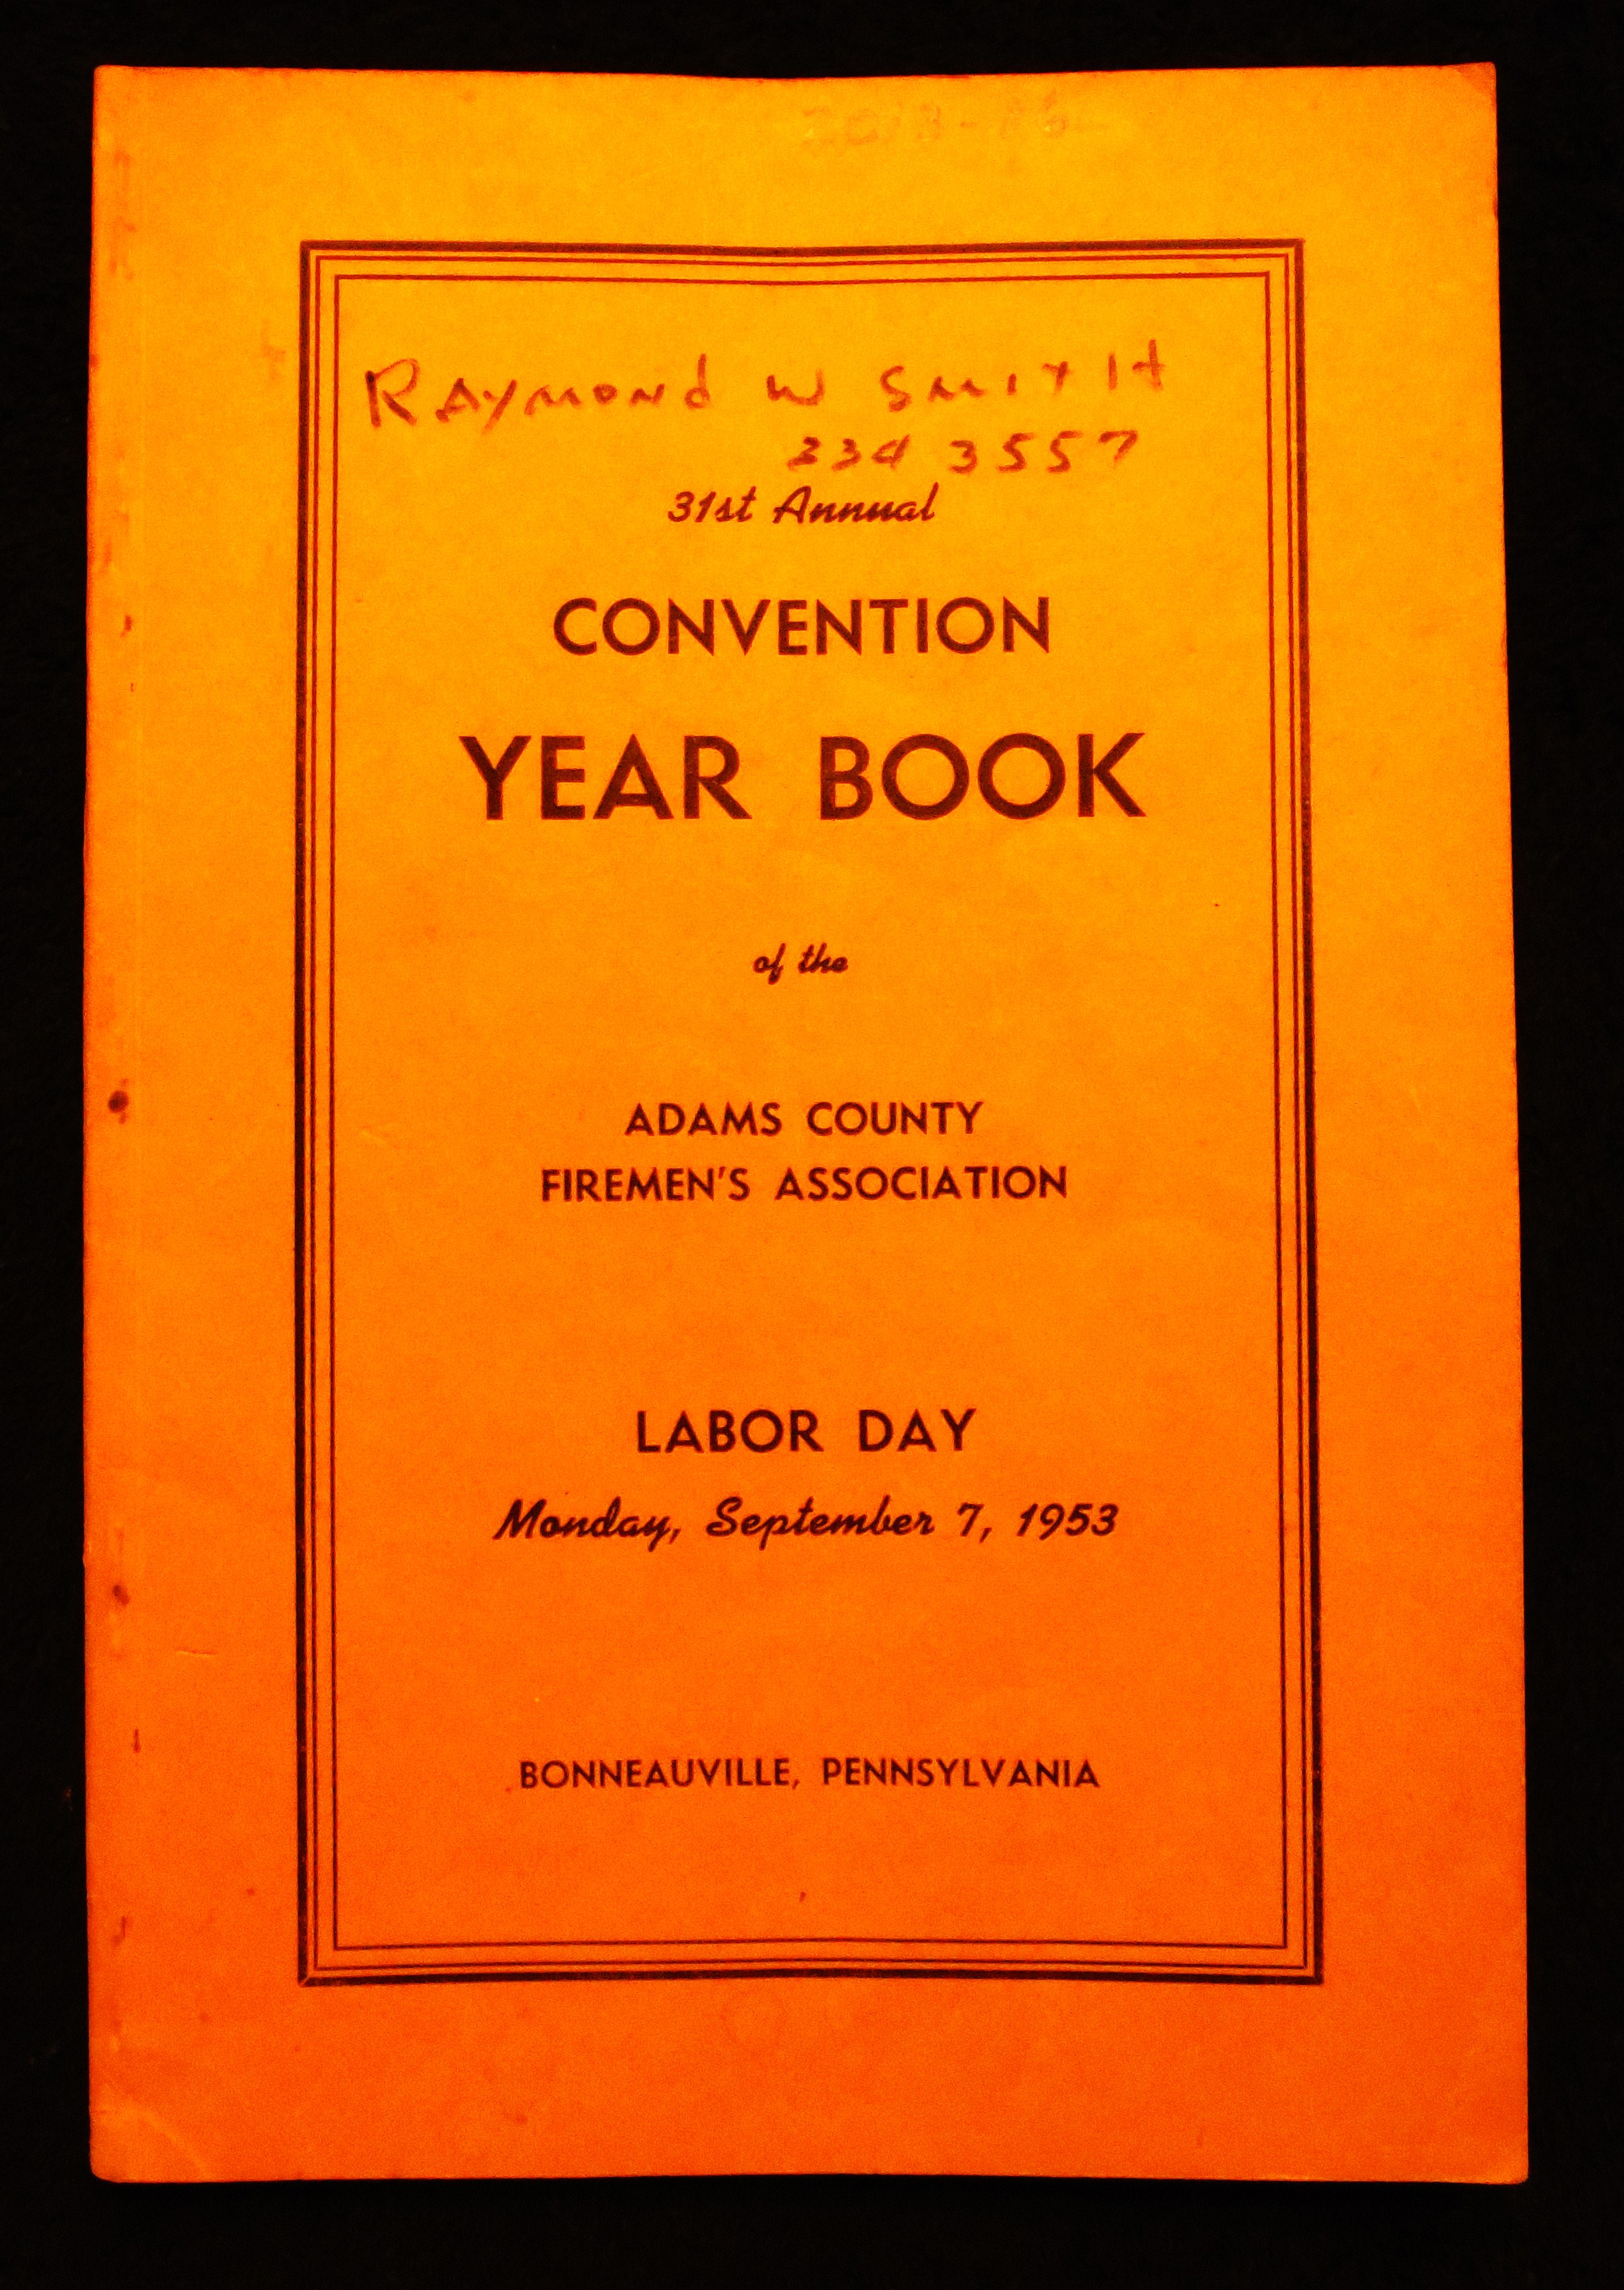 RAYMOND W SMITH
334 3557
31st Annual
CONVENTION
YEAR BOOK
of the
ADAMS COUNTY
FIREMEN'S ASSOCIATION
LABOR DAY
Monday, September 7, 1953
BONNEAUVILLE, PENNSYLVANIA